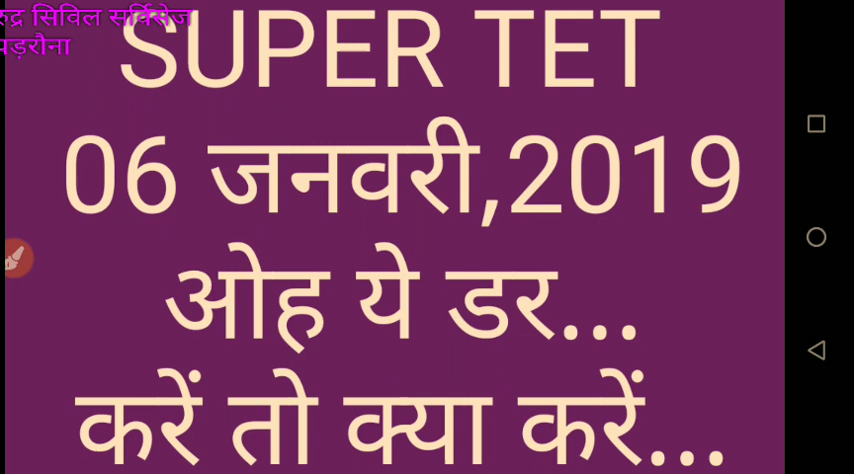 रुद्र सिविल सर्विसेज
पड़रौना
SUPER TET
06 जनवरी,2019
ओह ये डर...
करें तो क्या करें...